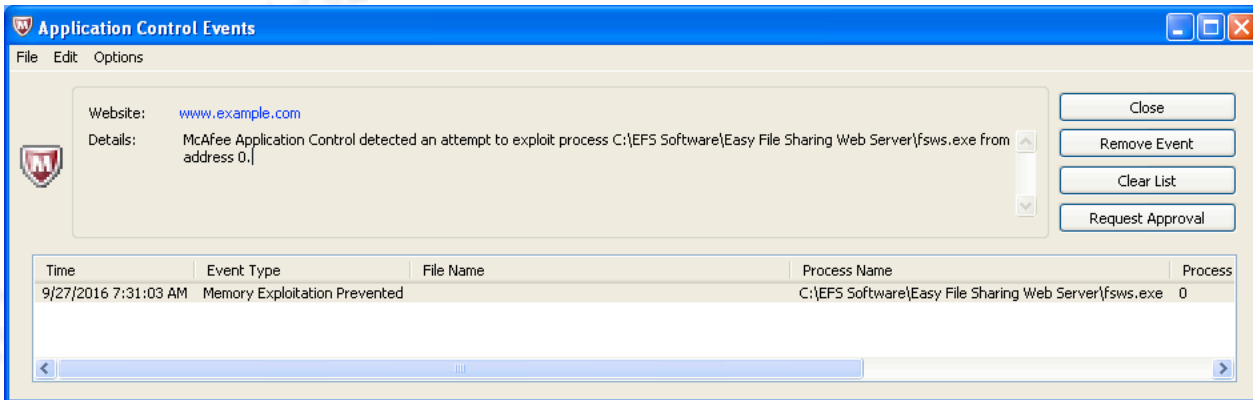 Application Control Events
File Edit Options
Website: www.example.com
Details: McAfee Application Control detected an attempt to exploit process C:\EFS Software\Easy File Sharing Web Server\fsws.exe from
address 0.
Close
Remove Event
Clear List
Request Approval
Time Event Type File Name Process Name Process
9/27/2016 7:31:03 AM Memory Exploitation Prevented C:\EFS Software\Easy File Sharing Web Server\fsws.exe 0